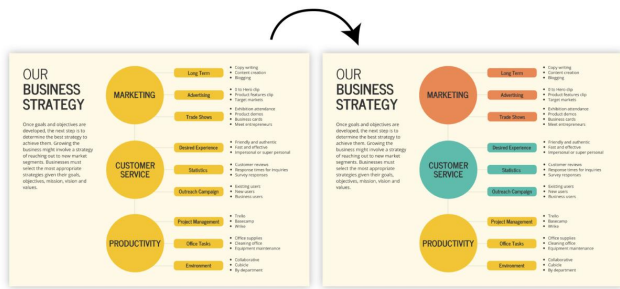 OUR
BUSINESS
STRATEGY
Once goals and objectives are
developed, the next step is to
determine the best strategy to
achieve them. Growing the
business might involve a strategy
of reaching out to new market
segments. Businesses must
select the most appropriate
strategies given their goals,
objectives, mission, vision and
values.
MARKETING
Long Term
Copy writing
Content creation
Blogging
Advertising
X to Hero clip
Product features clip
Target markets
Trade Shows
Exhibition attendance
Product demos
Business cards
Meet entrepreneurs
CUSTOMER
SERVICE
Desired Experience
Friendly and authentic
Fast and effective
Impersonal or super personal
Statistics
Customer reviews
Response times for inquiries
Survey responses
Outreach Campaign
Existing users
New users
Business users
PRODUCTIVITY
Project Management
Trello
Basecamp
Wrike
Office Tasks
Office supplies
Cleaning office
Equipment maintenance
Environment
Collaborative
Cubicle
By department
OUR
BUSINESS
STRATEGY
Once goals and objectives are
developed, the next step is to
determine the best strategy to
achieve them. Growing the
business might involve a strategy
of reaching out to new market
segments. Businesses must
select the most appropriate
strategies given their goals,
objectives, mission, vision and
values.
MARKETING
Long Term
Copy writing
Content creation
Blogging
Advertising
X to Hero clip
Product features clip
Target markets
Trade Shows
Exhibition attendance
Product demos
Business cards
Meet entrepreneurs
CUSTOMER
SERVICE
Desired Experience
Friendly and authentic
Fast and effective
Impersonal or super personal
Statistics
Customer reviews
Response times for inquiries
Survey responses
Outreach Campaign
Existing users
New users
Business users
PRODUCTIVITY
Project Management
Trello
Basecamp
Wrike
Office Tasks
Office supplies
Cleaning office
Equipment maintenance
Environment
Collaborative
Cubicle
By department